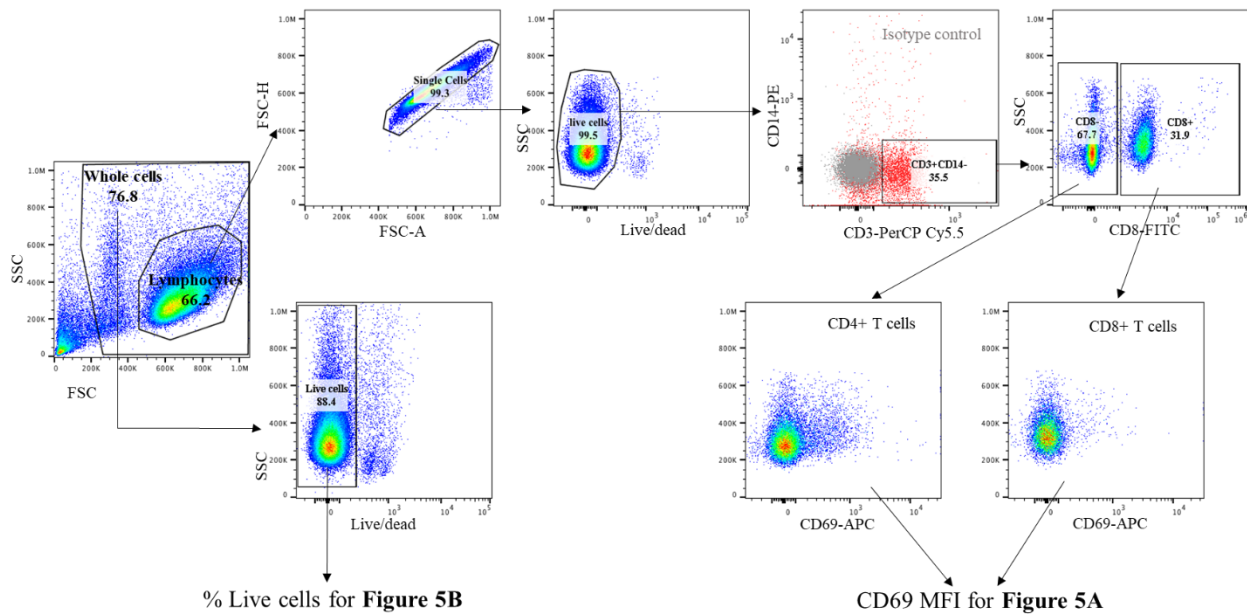 1.0M
800K
600K
400K
200K
0
FSC-H
Single Cells
99.3
0 200K 400K 600K 800K 1.0M
FSC-A
1.0M
800K
600K
400K
200K
0
SSC
live cells
99.5
0 10³ 10⁴ 10⁵
Live/dead
10⁴
10³
0
CD14-PE
Isotype control
CD3+CD14-
35.5
0 10³
CD3-PerCP Cy5.5
1.0M
800K
600K
400K
200K
0
SSC
CD8-
67.7
CD8+
31.9
0 10³ 10⁴ 10⁵ 10⁶
CD8-FITC
1.0M
800K
600K
400K
200K
0
SSC
Whole cells
76.8
Lymphocytes
66.2
0 200K 400K 600K 800K 1.0M
FSC
1.0M
800K
600K
400K
200K
0
SSC
Live cells
88.4
0 10³ 10⁴ 10⁵
Live/dead
1.0M
800K
600K
400K
200K
0
CD4+ T cells
0 10³ 10⁴
CD69-APC
1.0M
800K
600K
400K
200K
0
CD8+ T cells
0 10³ 10⁴
CD69-APC
% Live cells for Figure 5B
CD69 MFI for Figure 5A